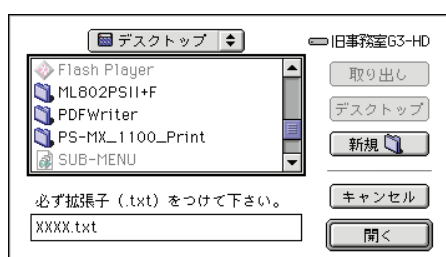 デスクトップ
旧事務室G3-HD
Flash Player
ML802PSII+F
PDFWriter
PS-MX_1100_Print
SUB-MENU
取り出し
デスクトップ
新規
必ず拡張子（.txt）をつけて下さい。
XXXX.txt
キャンセル
開く